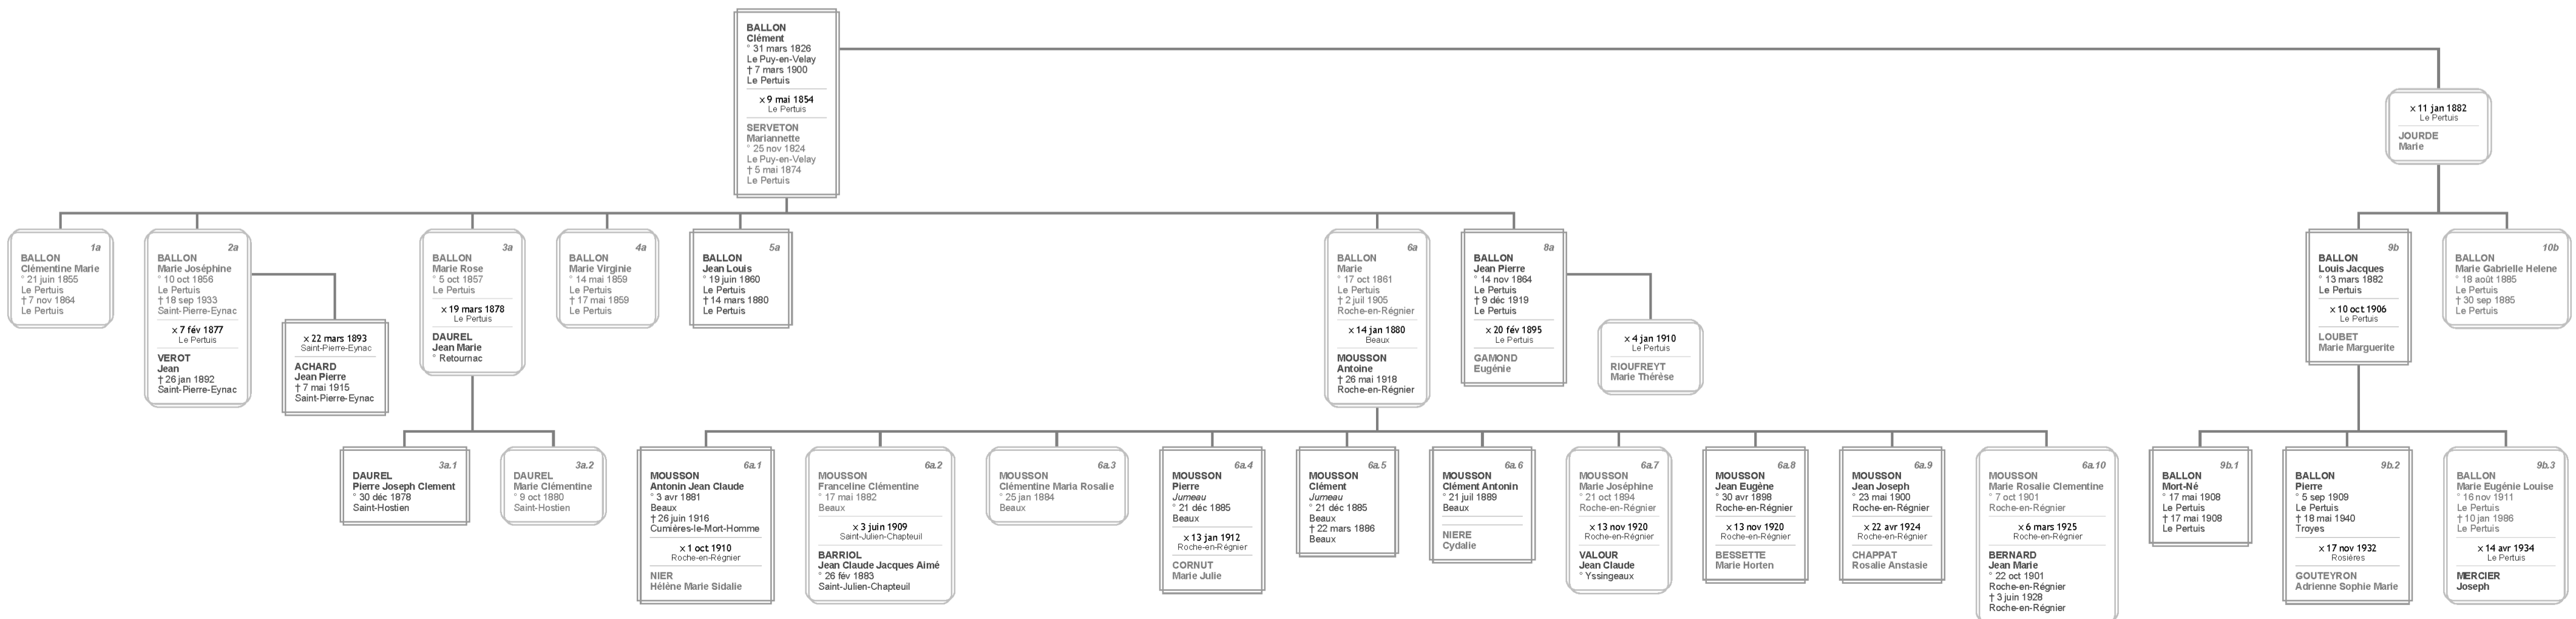 BALLON
Clément
° 31 mars 1826
Le Puy-en-Velay
† 7 mars 1900
Le Pertuis
x 9 mai 1854
Le Pertuis
SERVETON
Mariannette
° 25 nov 1824
Le Puy-en-Velay
† 5 mai 1874
Le Pertuis
x 11 jan 1882
Le Pertuis
JOURDE
Marie
1a
BALLON
Clémentine Marie
° 21 juin 1855
Le Pertuis
† 7 nov 1864
Le Pertuis
2a
BALLON
Marie Joséphine
° 10 oct 1856
Le Pertuis
† 18 sep 1933
Saint-Pierre-Eynac
x 7 fév 1877
Le Pertuis
VEROT
Jean
† 26 jan 1892
Saint-Pierre-Eynac
x 22 mars 1893
Saint-Pierre-Eynac
ACHARD
Jean Pierre
† 7 mai 1915
Saint-Pierre-Eynac
3a
BALLON
Marie Rose
° 5 oct 1857
Le Pertuis
x 19 mars 1878
Le Pertuis
DAUREL
Jean Marie
° Retournac
4a
BALLON
Marie Virginie
° 14 mai 1859
Le Pertuis
† 17 mai 1859
Le Pertuis
5a
BALLON
Jean Louis
° 19 juin 1860
Le Pertuis
† 14 mars 1880
Le Pertuis
6a
BALLON
Marie
° 17 oct 1861
Le Pertuis
† 2 juil 1905
Roche-en-Régnier
x 14 jan 1880
Beaux
MOUSSON
Antoine
† 26 mai 1918
Roche-en-Régnier
8a
BALLON
Jean Pierre
° 14 nov 1864
Le Pertuis
† 9 déc 1919
Le Pertuis
x 20 fév 1895
Le Pertuis
GAMOND
Eugénie
x 4 jan 1910
Le Pertuis
RIOUFREYT
Marie Thérèse
9b
BALLON
Louis Jacques
° 13 mars 1882
Le Pertuis
x 10 oct 1906
Le Pertuis
LOUBET
Marie Marguerite
10b
BALLON
Marie Gabrielle Helene
° 18 août 1885
Le Pertuis
† 30 sep 1885
Le Pertuis
3a.1
DAUREL
Pierre Joseph Clement
° 30 déc 1878
Saint-Hostien
3a.2
DAUREL
Marie Clémentine
° 9 oct 1880
Saint-Hostien
6a.1
MOUSSON
Antonin Jean Claude
° 3 avr 1881
Beaux
† 26 juin 1916
Cumières-le-Mort-Homme
x 1 oct 1910
Roche-en-Régnier
NIER
Hélène Marie Sidalie
6a.2
MOUSSON
Franceline Clémentine
° 17 mai 1882
Beaux
x 3 juin 1909
Saint-Julien-Chapteuil
BARRIOL
Jean Claude Jacques Aimé
° 26 fév 1883
Saint-Julien-Chapteuil
6a.3
MOUSSON
Clémentine Maria Rosalie
° 25 jan 1884
Beaux
6a.4
MOUSSON
Pierre
Jumeau
° 21 déc 1885
Beaux
x 13 jan 1912
Roche-en-Régnier
CORNUT
Marie Julie
6a.5
MOUSSON
Clément
Jumeau
° 21 déc 1885
Beaux
† 22 mars 1886
Beaux
6a.6
MOUSSON
Clément Antonin
° 21 juil 1889
Beaux
NIERE
Cydalie
6a.7
MOUSSON
Marie Joséphine
° 21 oct 1894
Roche-en-Régnier
x 13 nov 1920
Roche-en-Régnier
VALOUR
Jean Claude
° Yssingeaux
6a.8
MOUSSON
Jean Eugène
° 30 avr 1898
Roche-en-Régnier
x 13 nov 1920
Roche-en-Régnier
BESSETTE
Marie Horten
6a.9
MOUSSON
Jean Joseph
° 23 mai 1900
Roche-en-Régnier
x 22 avr 1924
Roche-en-Régnier
CHAPPAT
Rosalie Anstasie
6a.10
MOUSSON
Marie Rosalie Clementine
° 7 oct 1901
Roche-en-Régnier
x 6 mars 1925
Roche-en-Régnier
BERNARD
Jean Marie
° 22 oct 1901
Roche-en-Régnier
† 3 juin 1928
Roche-en-Régnier
9b.1
BALLON
Mort-Né
° 17 mai 1908
Le Pertuis
† 17 mai 1908
Le Pertuis
9b.2
BALLON
Pierre
° 5 sep 1909
Le Pertuis
† 18 mai 1940
Troyes
x 17 nov 1932
Rosières
GOUTEYRON
Adrienne Sophie Marie
9b.3
BALLON
Marie Eugénie Louise
° 16 nov 1911
Le Pertuis
† 10 jan 1986
Le Pertuis
x 14 avr 1934
Le Pertuis
MERCIER
Joseph